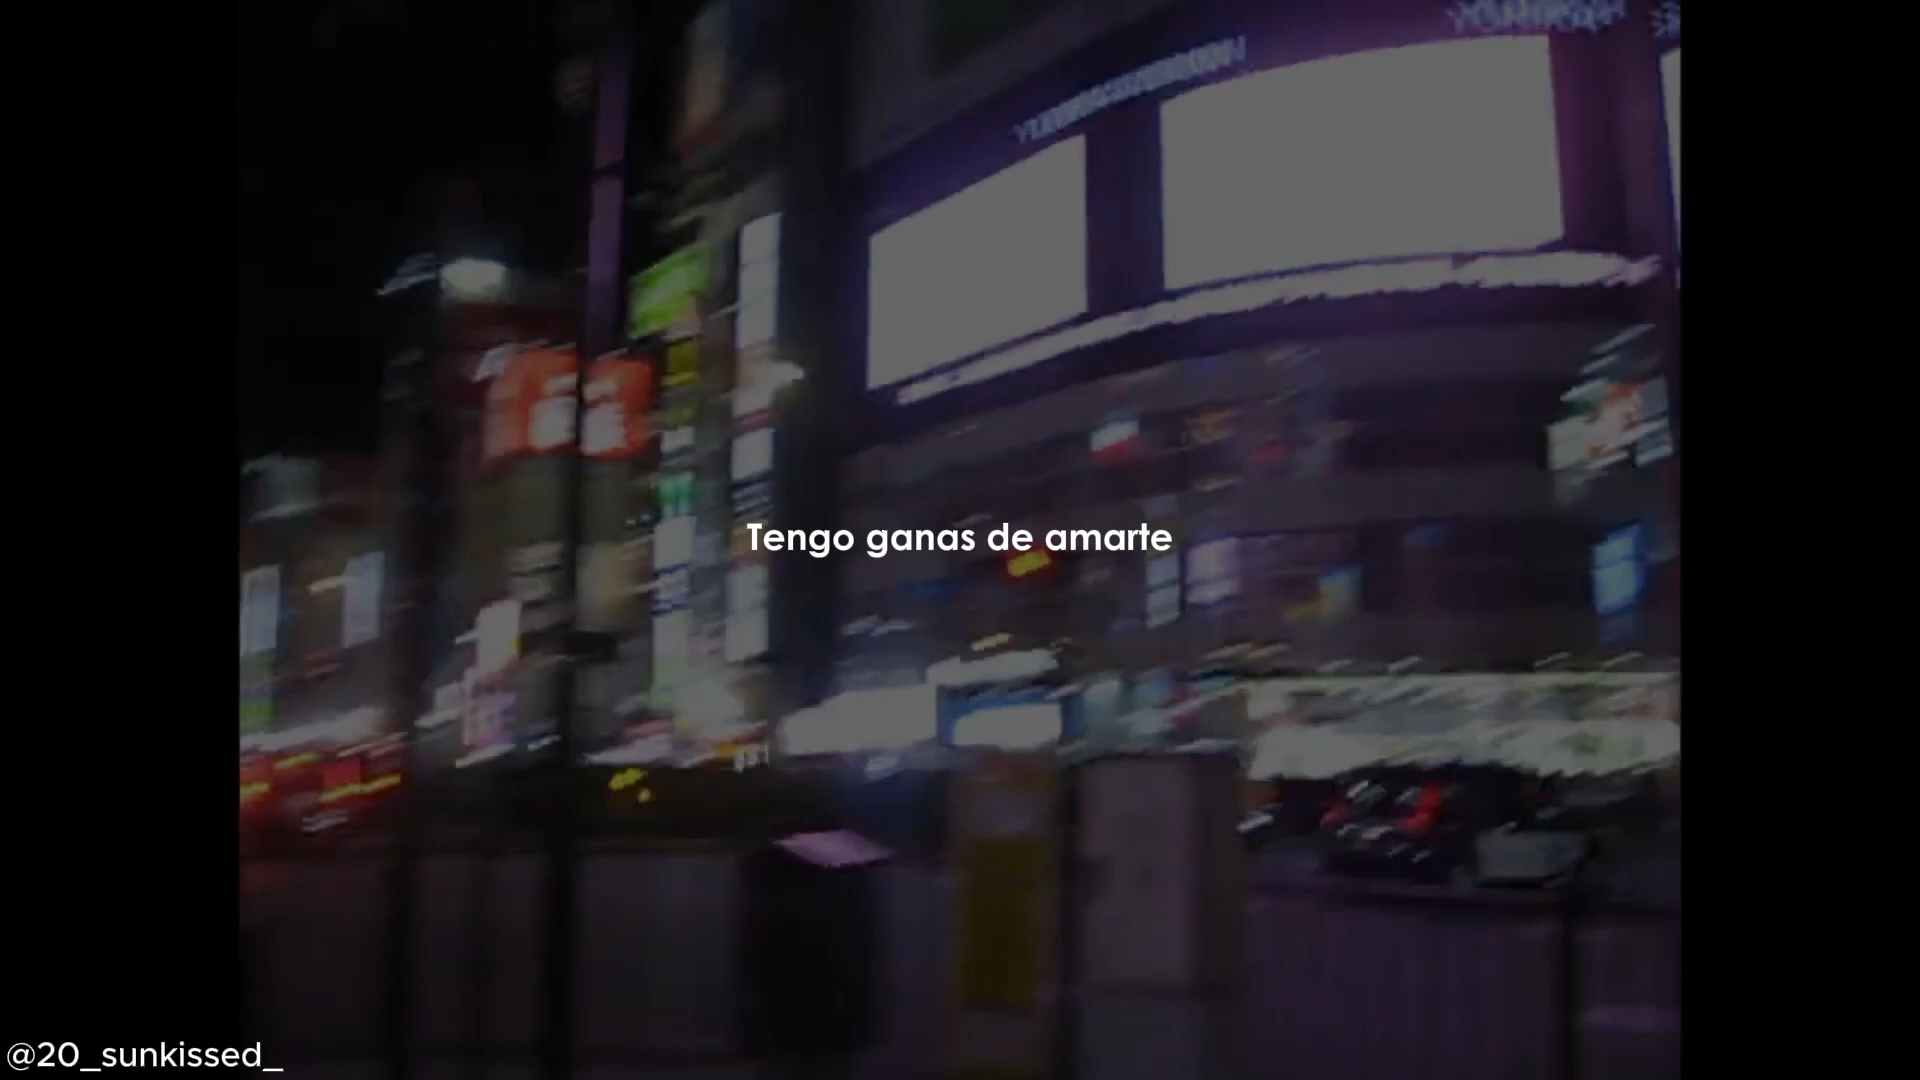 Tengo ganas de amarte
@20_sunkissed_